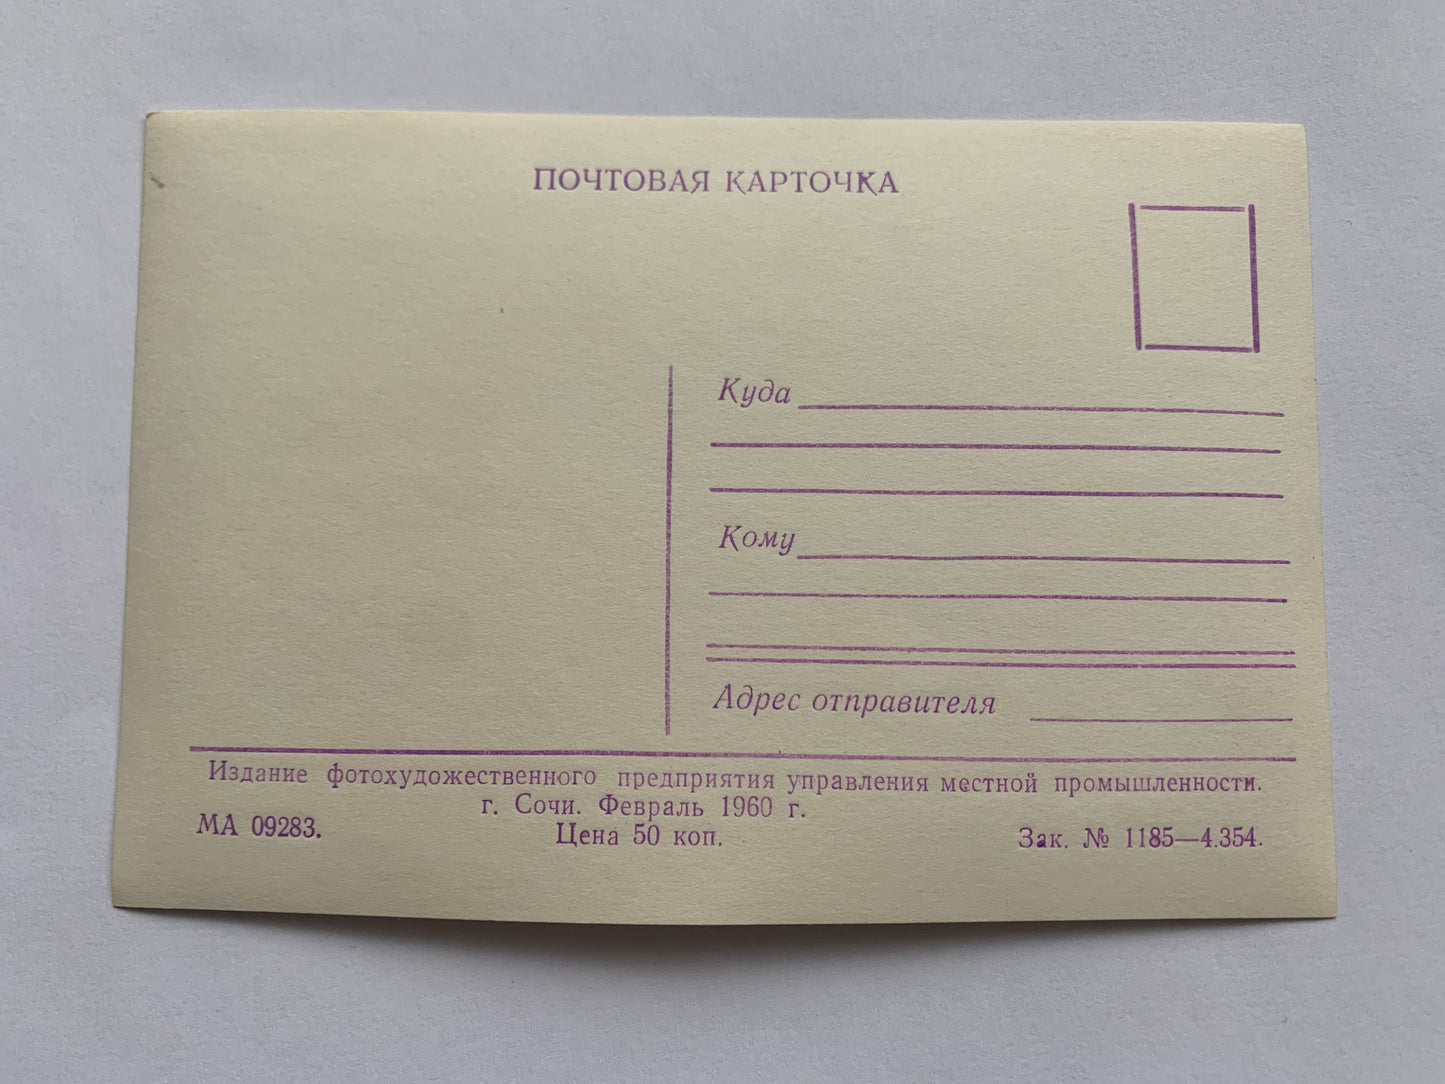 ПОЧТОВАЯ КАРТОЧКА
Куда
Кому
Адрес отправителя
Издание фотохудожественного предприятия управления местной промышленности.
г. Сочи. Февраль 1960 г.
МА 09283.
Цена 50 коп.
Зак. № 1185—4.354.